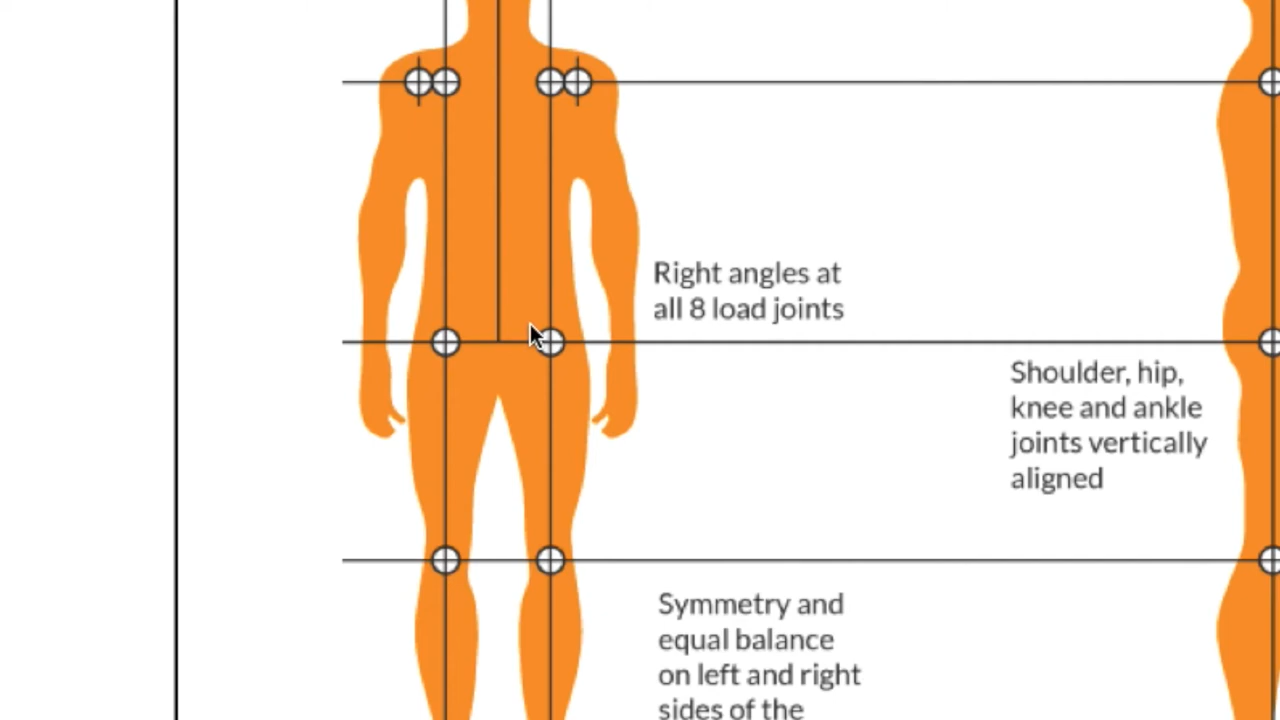 Right angles at
all 8 load joints
Shoulder, hip,
knee and ankle
joints vertically
aligned
Symmetry and
equal balance
on left and right
sides of the